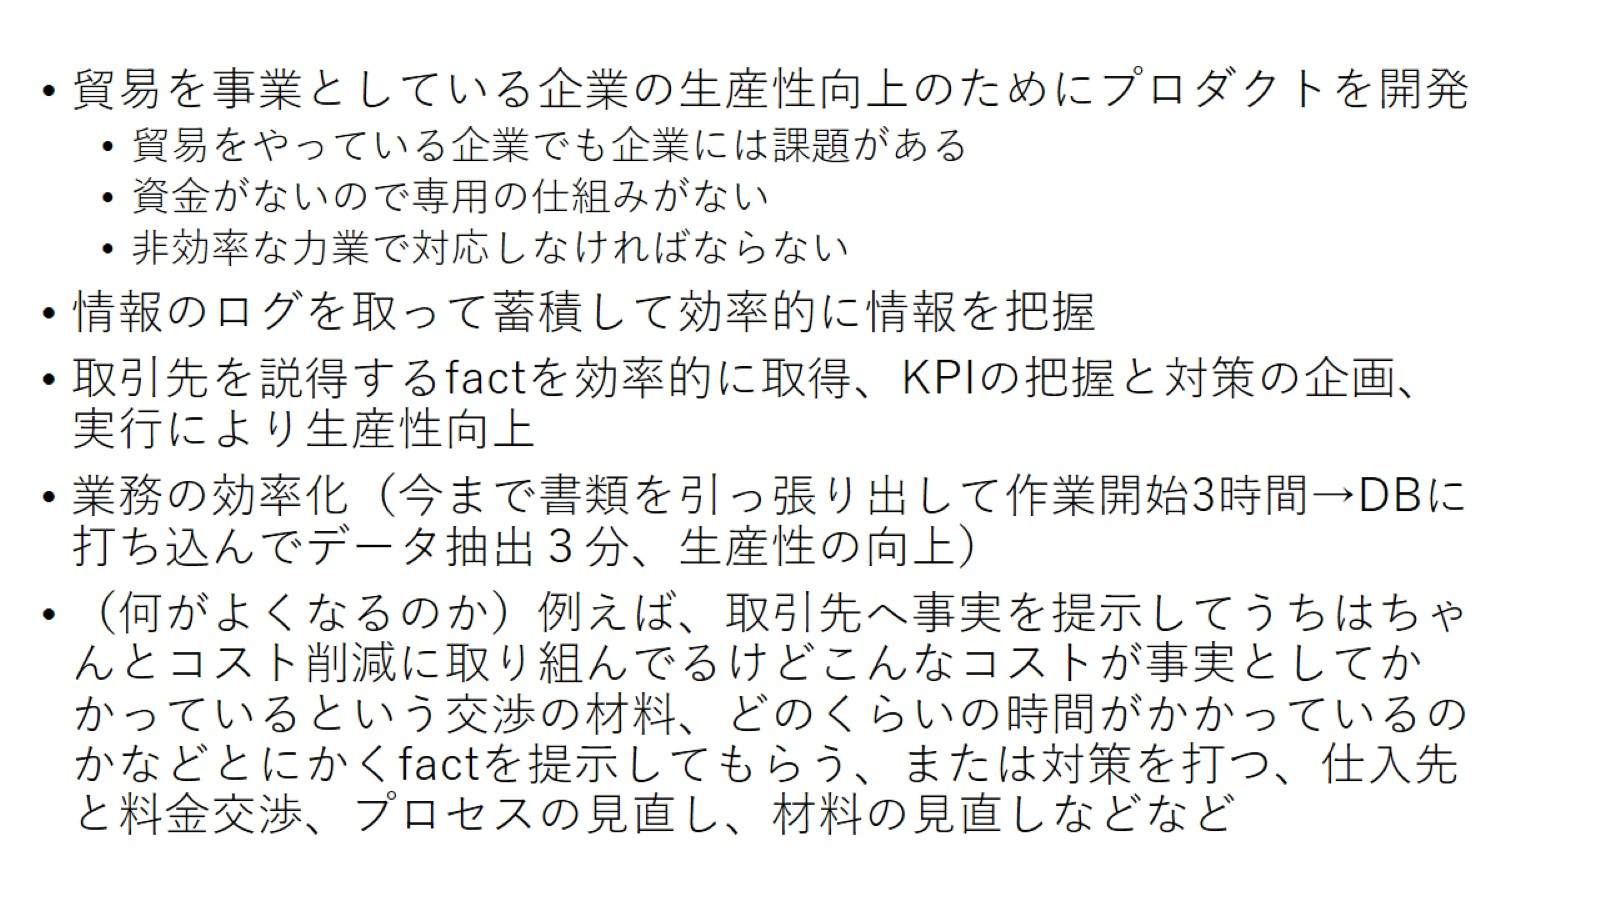 • 貿易を事業としている企業の生産性向上のためにプロダクトを開発
• 貿易をやっている企業でも企業には課題がある
• 資金がないので専用の仕組みがない
• 非効率な力業で対応しなければならない
• 情報のログを取って蓄積して効率的に情報を把握
• 取引先を説得するfactを効率的に取得、KPIの把握と対策の企画、
実行により生産性向上
• 業務の効率化（今まで書類を引っ張り出して作業開始3時間→DBに
打ち込んでデータ抽出３分、生産性の向上）
• （何がよくなるのか）例えば、取引先へ事実を提示してうちはちゃ
んとコスト削減に取り組んでるけどこんなコストが事実としてか
かっているという交渉の材料、どのくらいの時間がかかっているの
かなどとにかくfactを提示してもらう、または対策を打つ、仕入先
と料金交渉、プロセスの見直し、材料の見直しなどなど